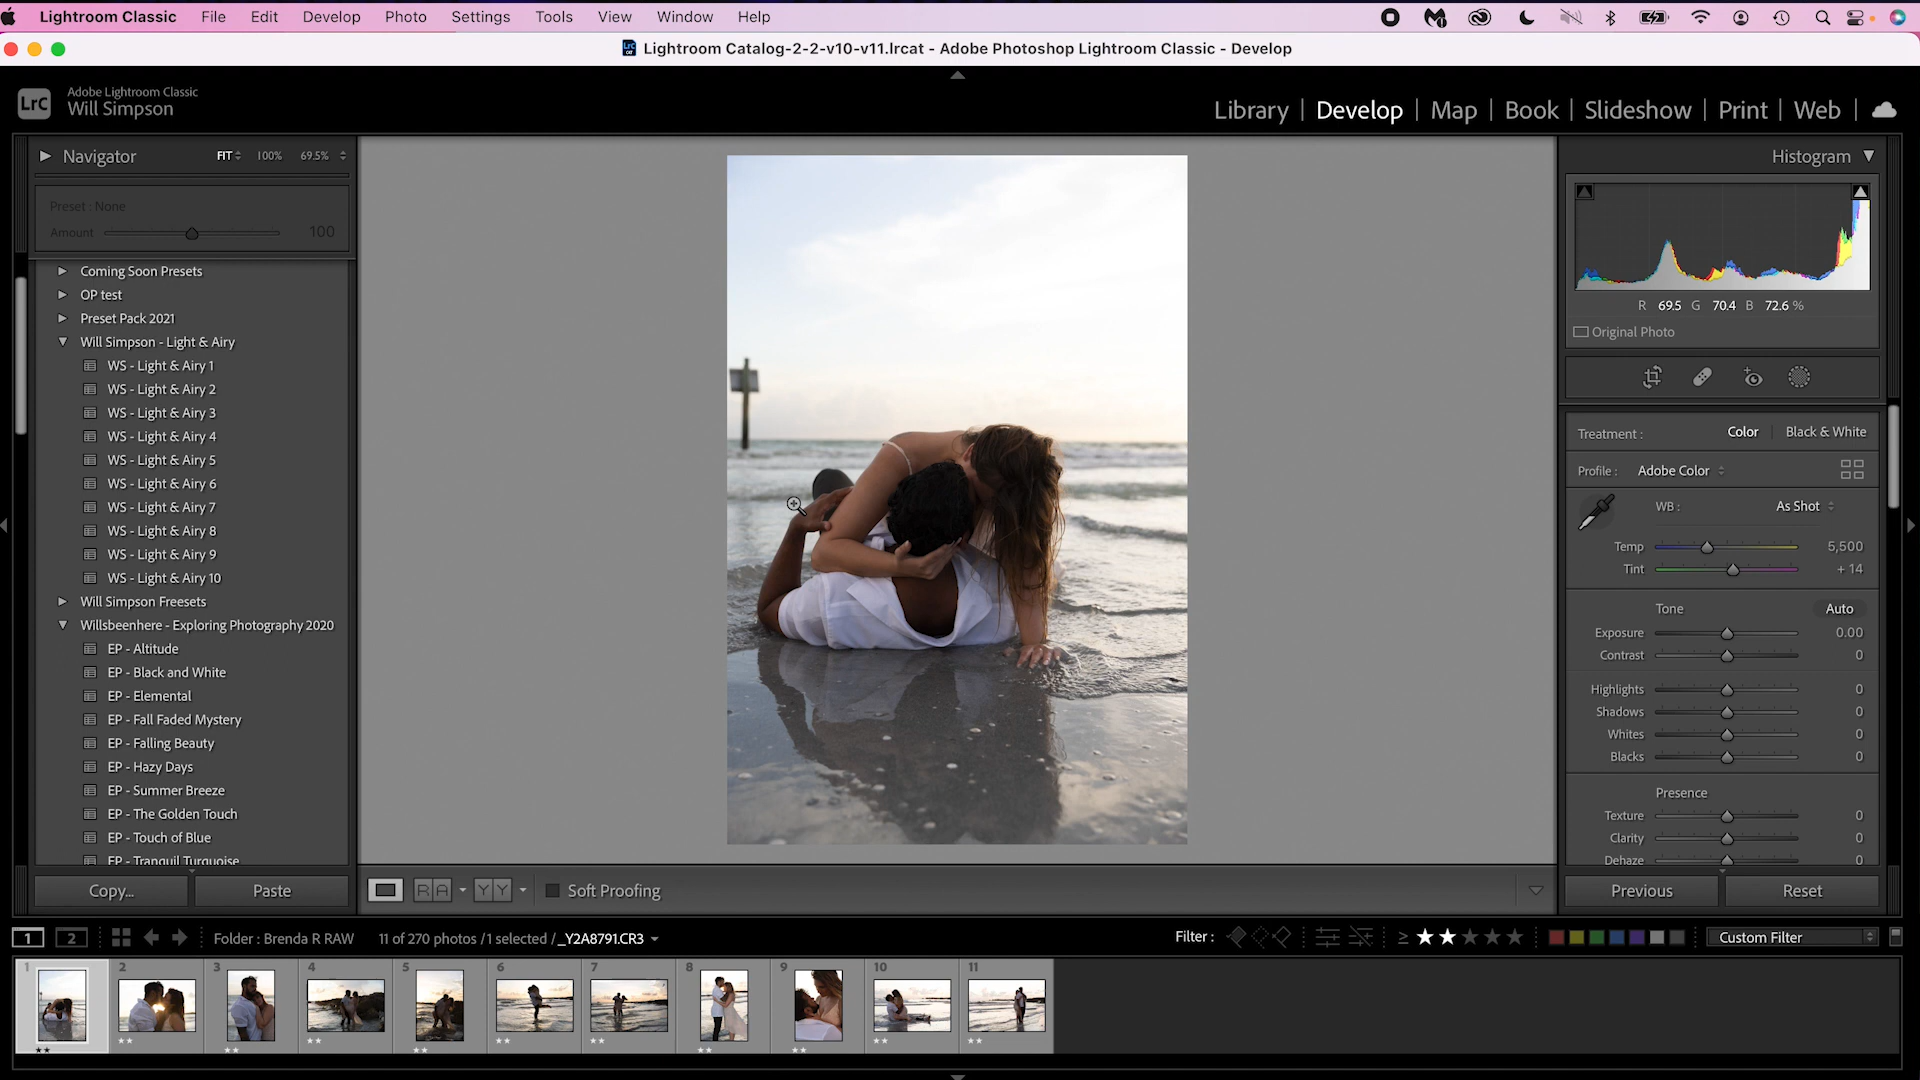 Lightroom Classic File Edit Develop Photo Settings Tools View Window Help
Lightroom Catalog-2-2-v10-v11.lrcat - Adobe Photoshop Lightroom Classic - Develop
LrC
Adobe Lightroom Classic
Will Simpson
Library | Develop | Map | Book | Slideshow | Print | Web
Navigator FIT 100% 69.5%
Preset : None
Amount 100
Coming Soon Presets
OP test
Preset Pack 2021
Will Simpson - Light & Airy
WS - Light & Airy 1
WS - Light & Airy 2
WS - Light & Airy 3
WS - Light & Airy 4
WS - Light & Airy 5
WS - Light & Airy 6
WS - Light & Airy 7
WS - Light & Airy 8
WS - Light & Airy 9
WS - Light & Airy 10
Will Simpson Freesets
Willsbeenhere - Exploring Photography 2020
EP - Altitude
EP - Black and White
EP - Elemental
EP - Fall Faded Mystery
EP - Falling Beauty
EP - Hazy Days
EP - Summer Breeze
EP - The Golden Touch
EP - Touch of Blue
EP - Tranquil Turquoise
Copy... Paste
R A Y Y Soft Proofing
Histogram
R 69.5 G 70.4 B 72.6 %
Original Photo
Treatment : Color Black & White
Profile : Adobe Color
WB : As Shot
Temp 5,500
Tint + 14
Tone Auto
Exposure 0.00
Contrast 0
Highlights 0
Shadows 0
Whites 0
Blacks 0
Presence
Texture 0
Clarity 0
Dehaze 0
Previous Reset
1 2 Folder : Brenda R RAW 11 of 270 photos / 1 selected / _Y2A8791.CR3 Filter : ≥ Custom Filter
1 2 3 4 5 6 7 8 9 10 11